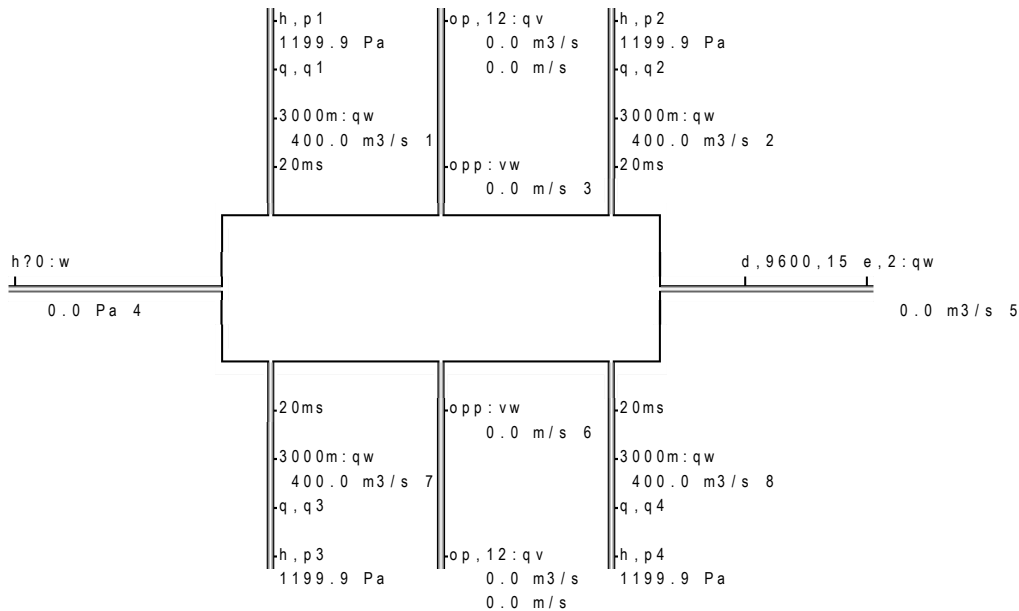 h,p1
1199.9 Pa
q,q1
3000m:qw
400.0 m3/s 1
20ms
op,12:qv
0.0 m3/s
0.0 m/s
opp:vw
0.0 m/s 3
h,p2
1199.9 Pa
q,q2
3000m:qw
400.0 m3/s 2
20ms
h?0:w
0.0 Pa 4
d,9600,15 e,2:qw
0.0 m3/s 5
20ms
3000m:qw
400.0 m3/s 7
q,q3
h,p3
1199.9 Pa
opp:vw
0.0 m/s 6
op,12:qv
0.0 m3/s
0.0 m/s
20ms
3000m:qw
400.0 m3/s 8
q,q4
h,p4
1199.9 Pa